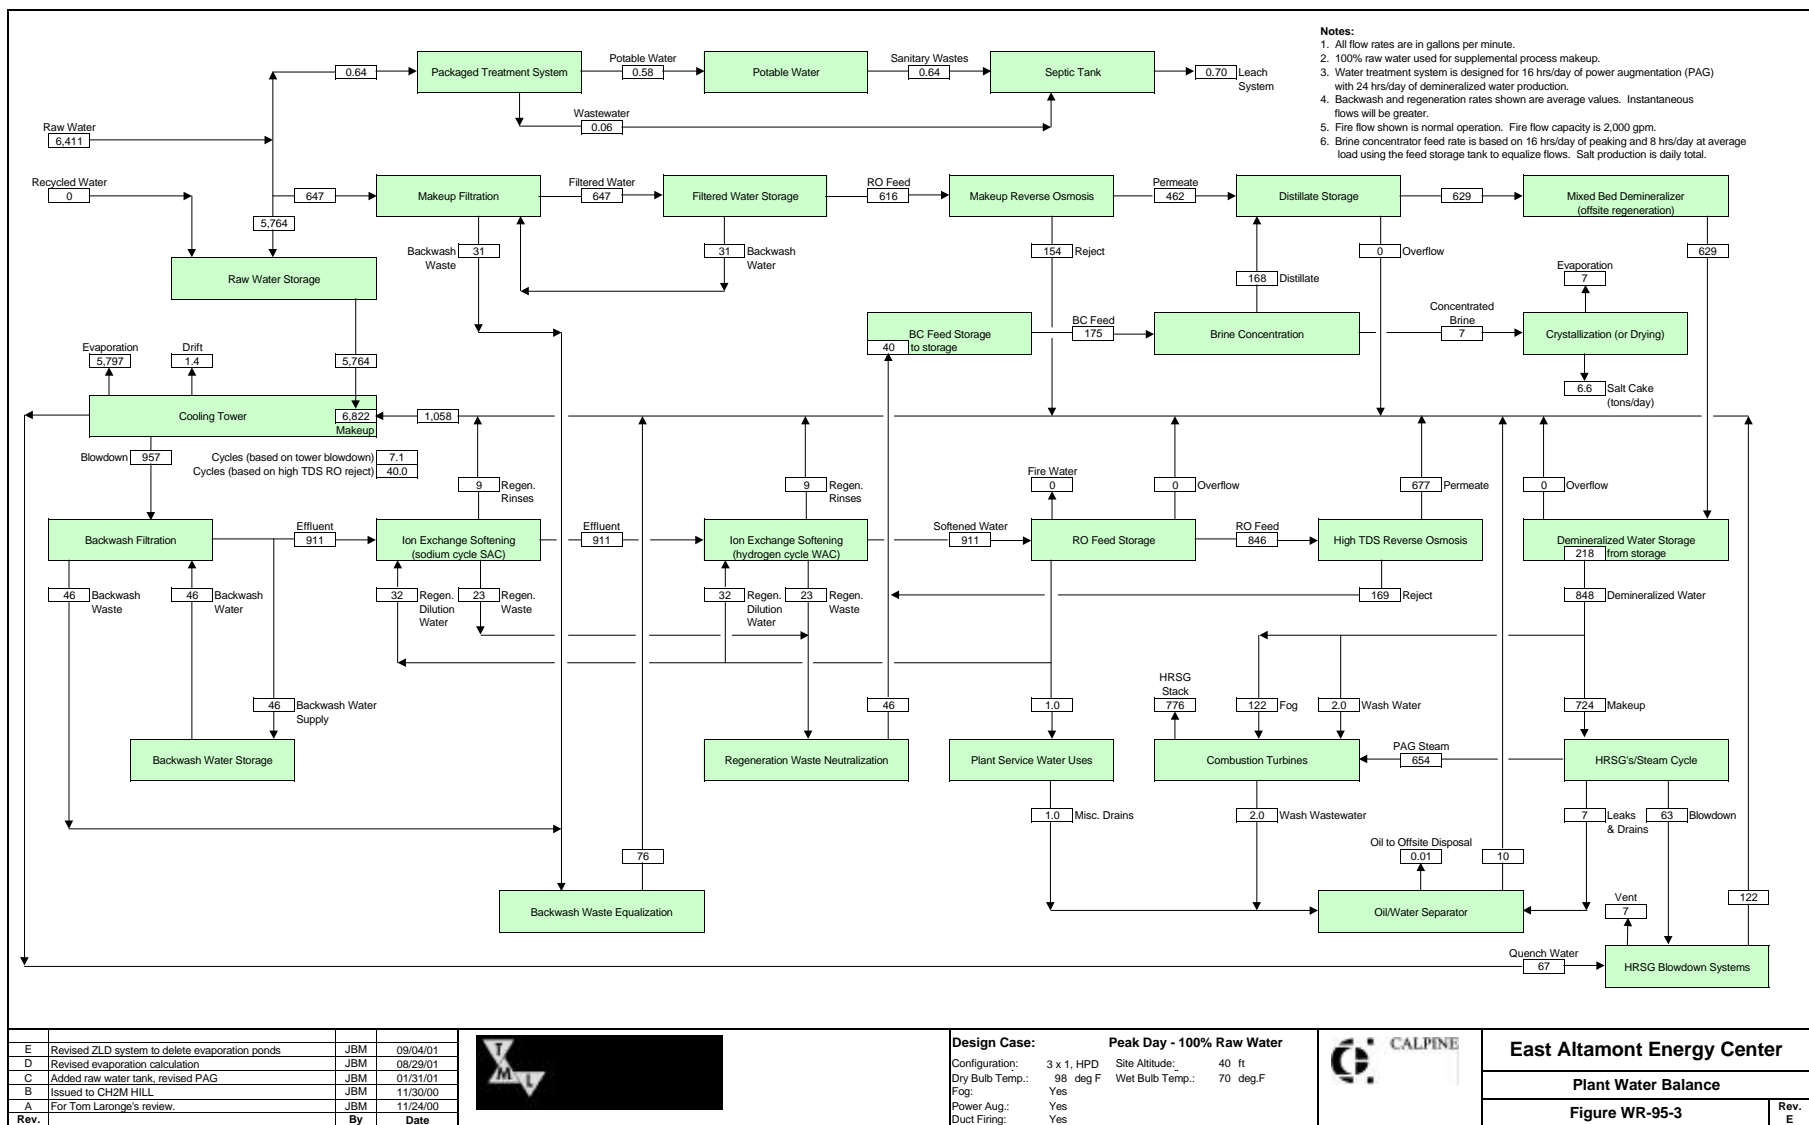 Notes:
1. All flow rates are in gallons per minute.
2. 100% raw water used for supplemental process makeup.
3. Water treatment system is designed for 16 hrs/day of power augmentation (PAG)
with 24 hrs/day of demineralized water production.
4. Backwash and regeneration rates shown are average values. Instantaneous
flows will be greater.
5. Fire flow shown is normal operation. Fire flow capacity is 2,000 gpm.
6. Brine concentrator feed rate is based on 16 hrs/day of peaking and 8 hrs/day at average
load using the feed storage tank to equalize flows. Salt production is daily total.
0.64
Packaged Treatment System
Potable Water
0.58
Potable Water
Sanitary Wastes
0.64
Septic Tank
0.70
Leach
System
Wastewater
0.06
Raw Water
6,411
Recycled Water
0
647
Makeup Filtration
Filtered Water
647
Filtered Water Storage
RO Feed
616
Makeup Reverse Osmosis
Permeate
462
Distillate Storage
629
Mixed Bed Demineralizer
(offsite regeneration)
5,764
Backwash
Waste
31
31
Backwash
Water
154
Reject
0
Overflow
629
Raw Water Storage
168
Distillate
Evaporation
7
BC Feed Storage
40
to storage
BC Feed
175
Brine Concentration
Concentrated
Brine
7
Crystallization (or Drying)
6.6
Salt Cake
(tons/day)
Evaporation
5,797
Drift
1.4
5,764
Cooling Tower
6,822
Makeup
1,058
Blowdown
957
Cycles (based on tower blowdown)
7.1
Cycles (based on high TDS RO reject)
40.0
9
Regen.
Rinses
9
Regen.
Rinses
Fire Water
0
0
Overflow
677
Permeate
0
Overflow
Backwash Filtration
Effluent
911
Ion Exchange Softening
(sodium cycle SAC)
Effluent
911
Ion Exchange Softening
(hydrogen cycle WAC)
Softened Water
911
RO Feed Storage
RO Feed
846
High TDS Reverse Osmosis
Demineralized Water Storage
218
from storage
46
Backwash
Waste
46
Backwash
Water
32
Regen.
Dilution
Water
23
Regen.
Waste
32
Regen.
Dilution
Water
23
Regen.
Waste
169
Reject
848
Demineralized Water
46
Backwash Water
Supply
46
1.0
HRSG
Stack
776
122
Fog
2.0
Wash Water
724
Makeup
Backwash Water Storage
Regeneration Waste Neutralization
Plant Service Water Uses
Combustion Turbines
PAG Steam
654
HRSG's/Steam Cycle
1.0
Misc. Drains
2.0
Wash Wastewater
7
Leaks
& Drains
63
Blowdown
76
Oil to Offsite Disposal
0.01
10
Backwash Waste Equalization
Oil/Water Separator
Vent
7
122
Quench Water
67
HRSG Blowdown Systems
E Revised ZLD system to delete evaporation ponds JBM 09/04/01
D Revised evaporation calculation JBM 08/29/01
C Added raw water tank, revised PAG JBM 01/31/01
B Issued to CH2M HILL JBM 11/30/00
A For Tom Laronge's review. JBM 11/24/00
Rev. By Date
T M L
Design Case: Peak Day - 100% Raw Water
Configuration: 3 x 1, HPD Site Altitude: 40 ft
Dry Bulb Temp.: 98 deg F Wet Bulb Temp.: 70 deg.F
Fog: Yes
Power Aug.: Yes
Duct Firing: Yes
CALPINE
East Altamont Energy Center
Plant Water Balance
Figure WR-95-3
Rev.
E